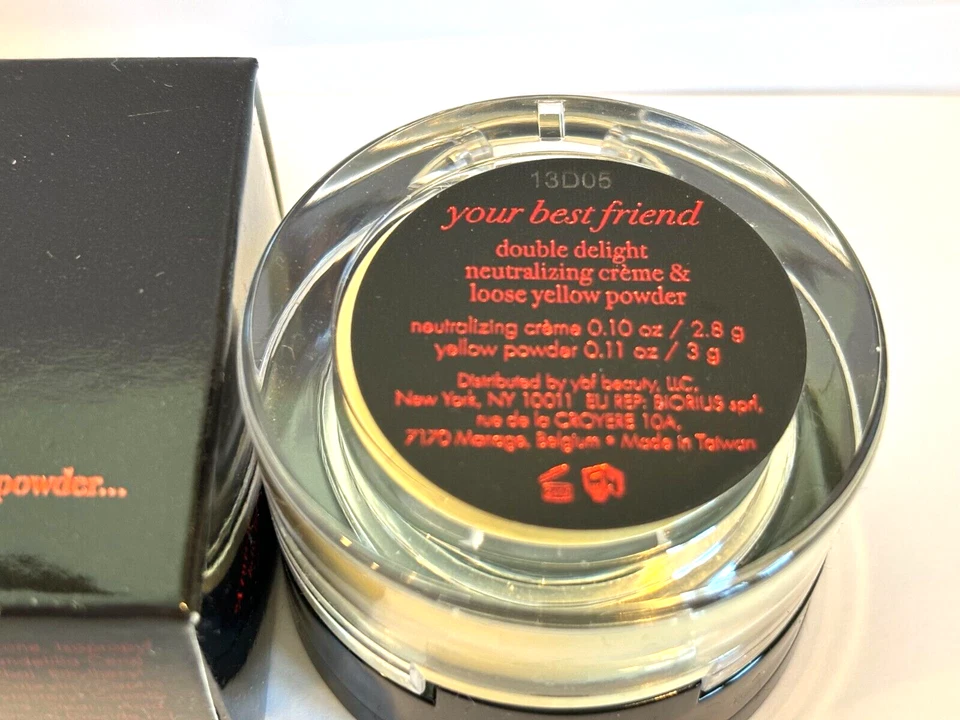 13D05
your best friend
double delight
neutralizing crème &
loose yellow powder
neutralizing crème 0.10 oz / 2.8 g
yellow powder 0.11 oz / 3 g
Distributed by ybf beauty, LLC,
New York, NY 10011 EU REP: BIORIUS sprl,
rue de le CROYERE 10A,
7170 Manage, Belgium • Made in Taiwan
powder...